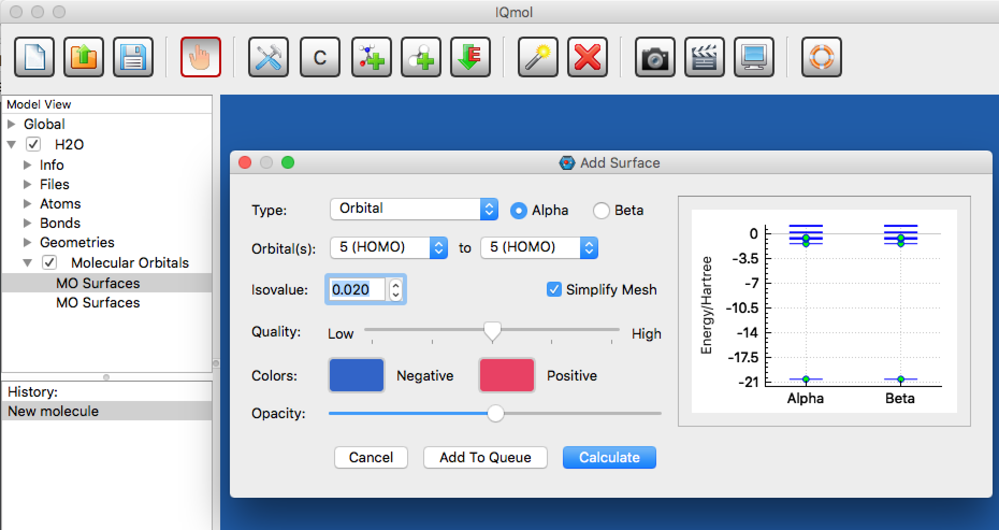 IQmol
C
E
Model View
Global
H2O
Info
Files
Atoms
Bonds
Geometries
Molecular Orbitals
MO Surfaces
MO Surfaces
History:
New molecule
Add Surface
Type: Orbital Alpha Beta
Orbital(s): 5 (HOMO) to 5 (HOMO)
Isovalue: 0.020 Simplify Mesh
Quality: Low High
Colors: Negative Positive
Opacity:
Cancel Add To Queue Calculate
Energy/Hartree
0
-3.5
-7
-10.5
-14
-17.5
-21
Alpha Beta